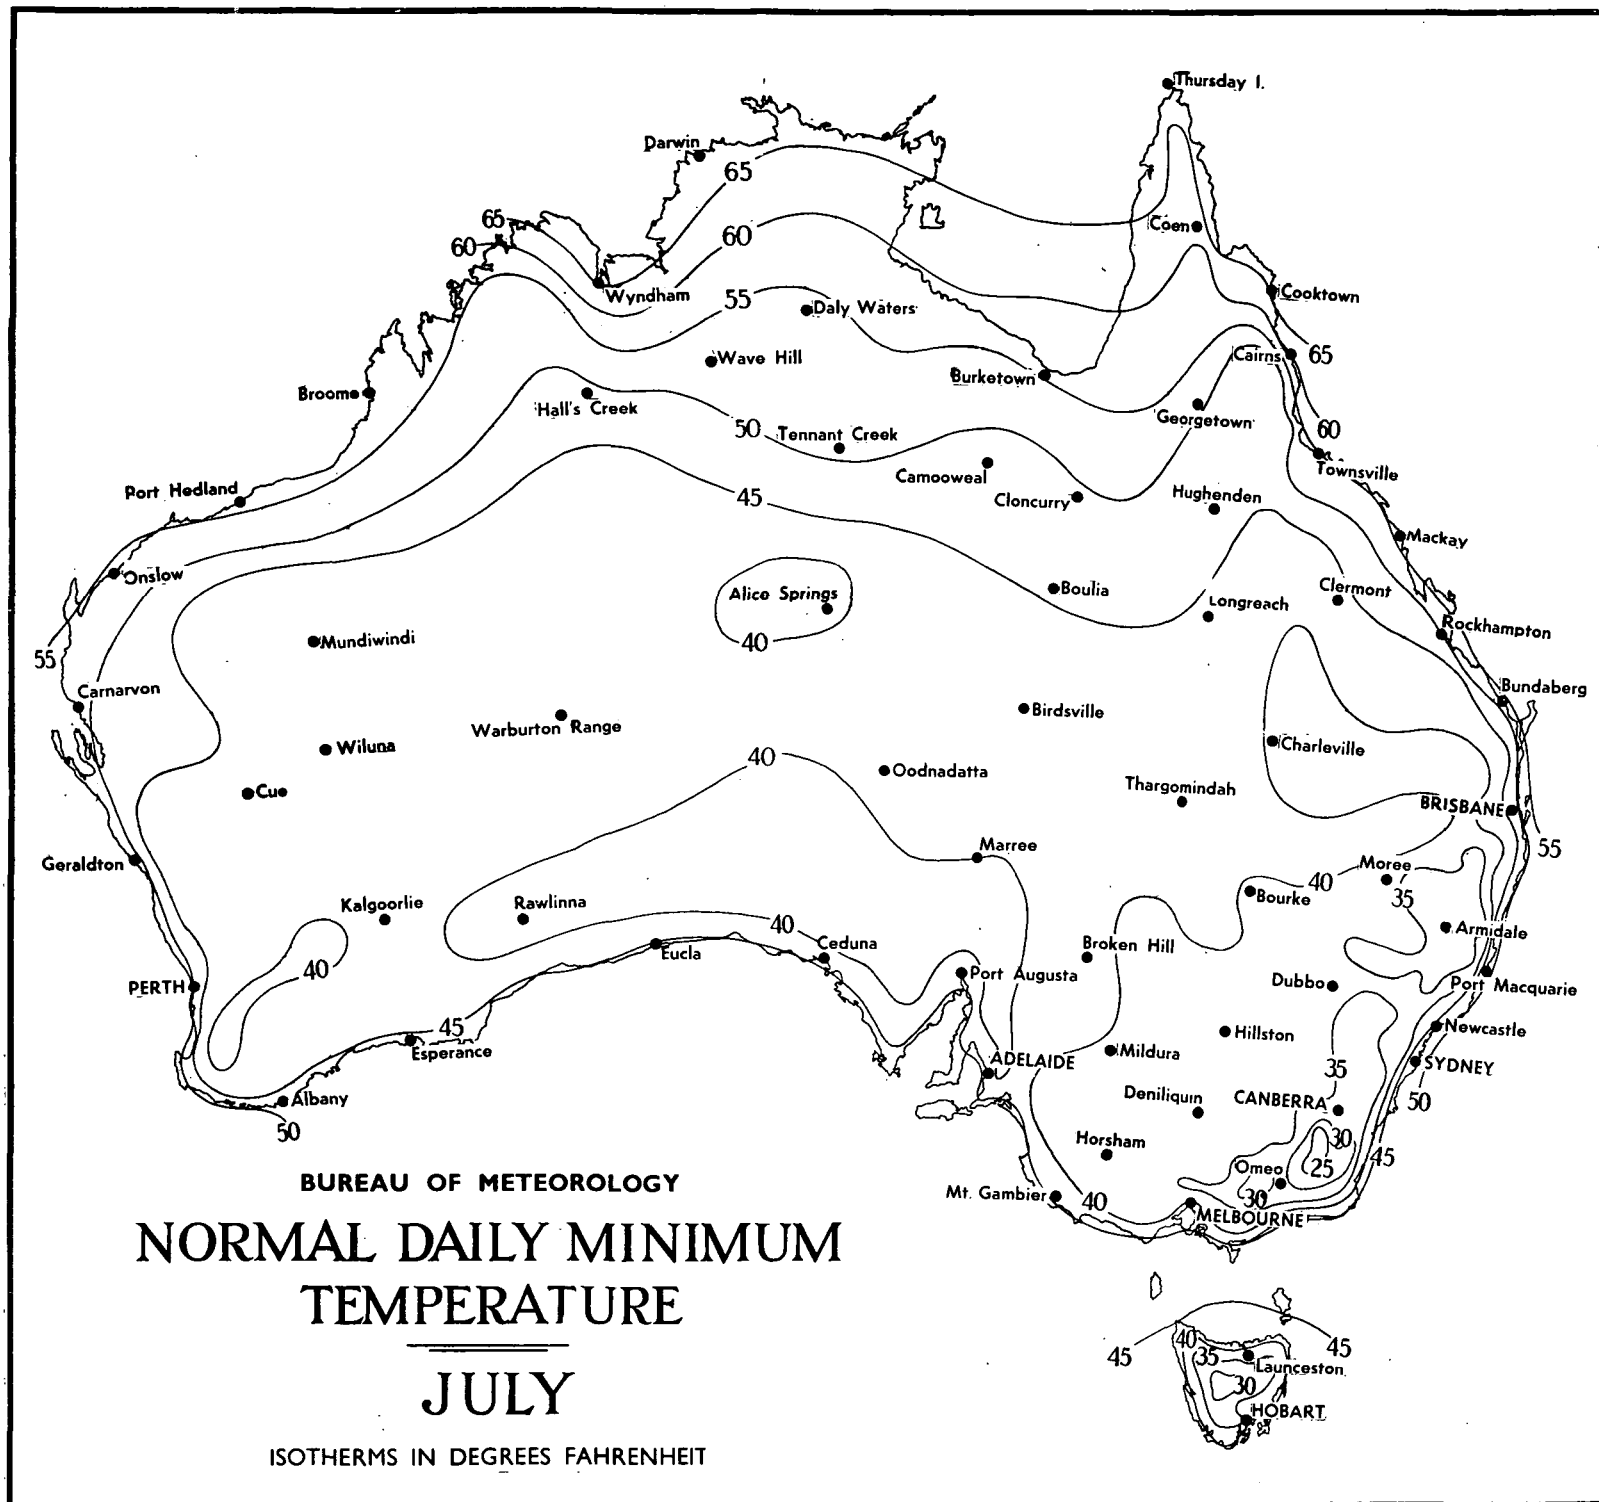 Thursday I.
Darwin
65
Coen
65
60
60
Cooktown
Wyndham
55
Daly Waters
Wave Hill
Cairns
65
Burketown
Broome
Hall's Creek
Georgetown
50
Tennant Creek
60
Townsville
Camooweal
Port Hedland
45
Cloncurry
Hughenden
Mackay
Onslow
Alice Springs
Boulia
Clermont
Longreach
Rockhampton
Mundiwindi
40
55
Carnarvon
Bundaberg
Birdsville
Warburton Range
Wiluna
Charleville
40
Oodnadatta
Thargomindah
Cue
BRISBANE
Marree
55
Geraldton
Moree
40
35
Bourke
Kalgoorlie
Rawlinna
40
Armidale
Ceduna
Broken Hill
Eucla
40
Port Augusta
Dubbo
PERTH
Port Macquarie
45
Hillston
Newcastle
Esperance
Mildura
ADELAIDE
35
SYDNEY
Albany
Deniliquin
CANBERRA
50
50
Horsham
30
25
45
Omeo
BUREAU OF METEOROLOGY
Mt. Gambier
40
30
MELBOURNE
NORMAL DAILY MINIMUM
TEMPERATURE
45
40
35
45
Launceston
30
JULY
HOBART
ISOTHERMS IN DEGREES FAHRENHEIT